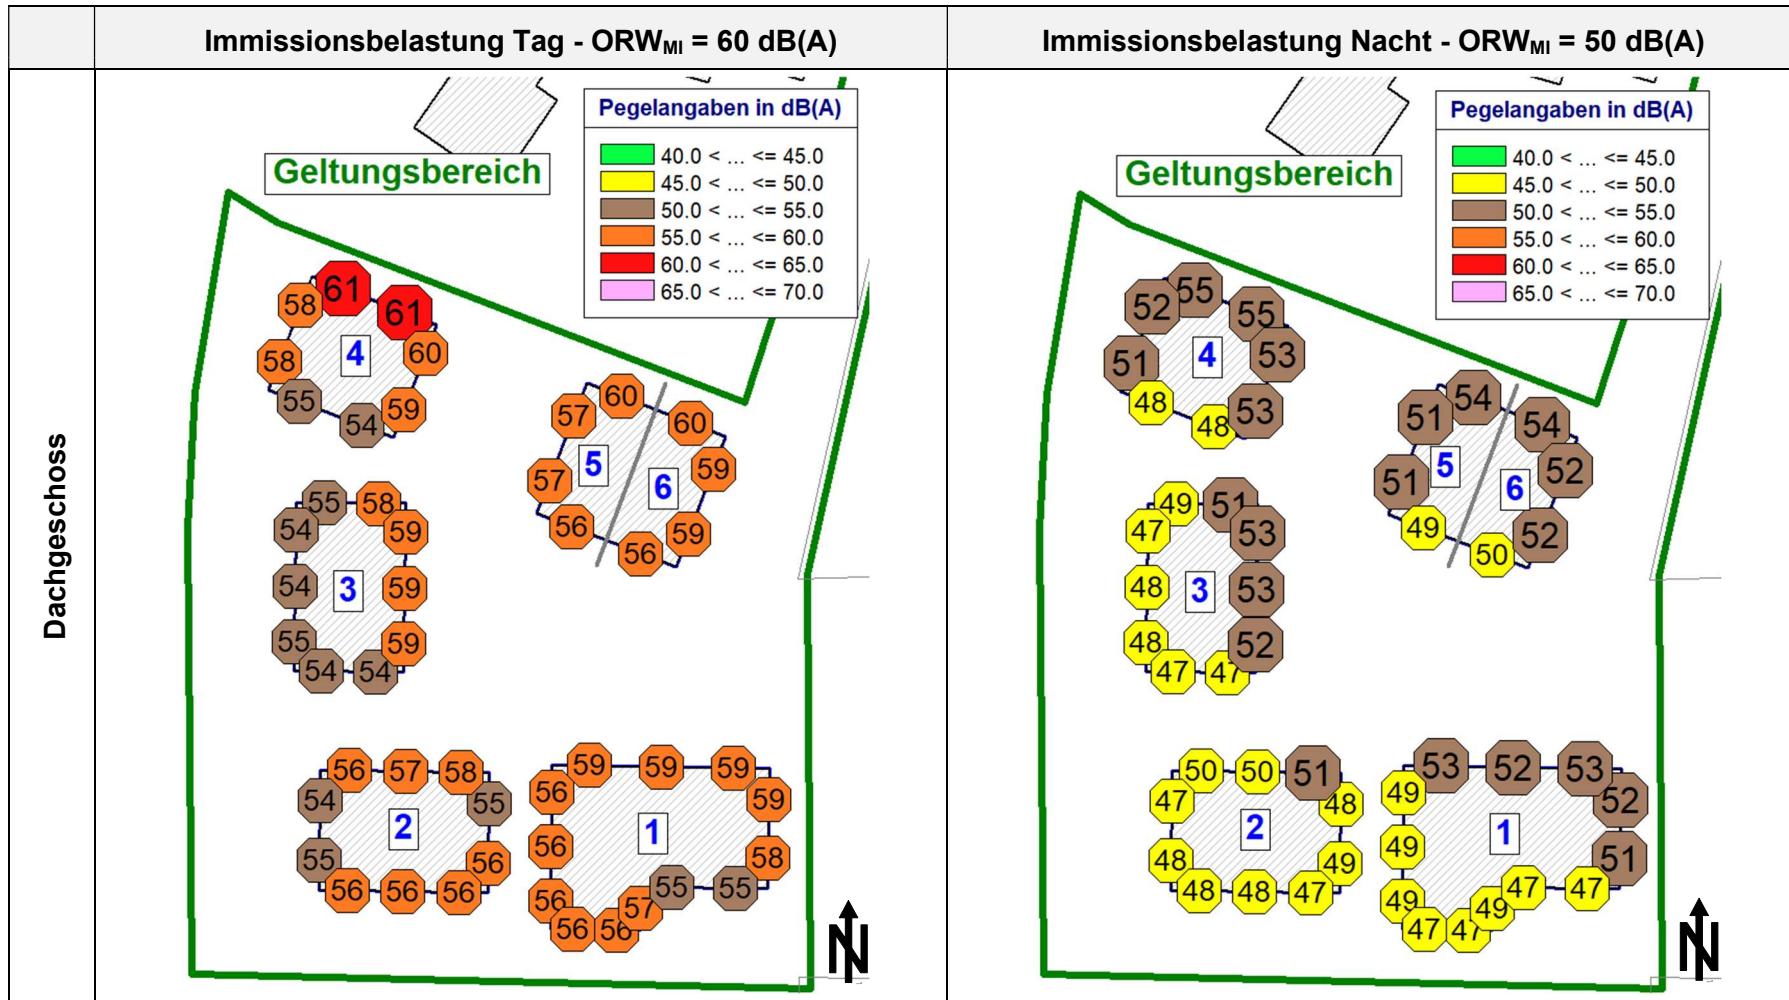 Immissionsbelastung Tag - ORWMI = 60 dB(A)
Immissionsbelastung Nacht - ORWMI = 50 dB(A)
Dachgeschoss
Pegelangaben in dB(A)
40.0 < ... <= 45.0
45.0 < ... <= 50.0
50.0 < ... <= 55.0
55.0 < ... <= 60.0
60.0 < ... <= 65.0
65.0 < ... <= 70.0
Geltungsbereich
58 61 61
58 4 60
55 54 59
57 60 60
57 5 6 59
56 56 59
55 58
54 59
54 3 59
55 59
54 54
56 57 58
54 55
2
55 56
56 56 56
59 59 59
56 59
56 1 58
56 57 55 55
56 56
N
Pegelangaben in dB(A)
40.0 < ... <= 45.0
45.0 < ... <= 50.0
50.0 < ... <= 55.0
55.0 < ... <= 60.0
60.0 < ... <= 65.0
65.0 < ... <= 70.0
Geltungsbereich
52 55 55
51 4 53
48 48 53
51 54 54
51 5 6 52
49 50 52
49 51
47 53
48 3 53
48 52
47 47
50 50 51
47 48
2
48 49
48 48 47
53 52 53
49 52
49 1 51
49 49 47 47
47 47
N